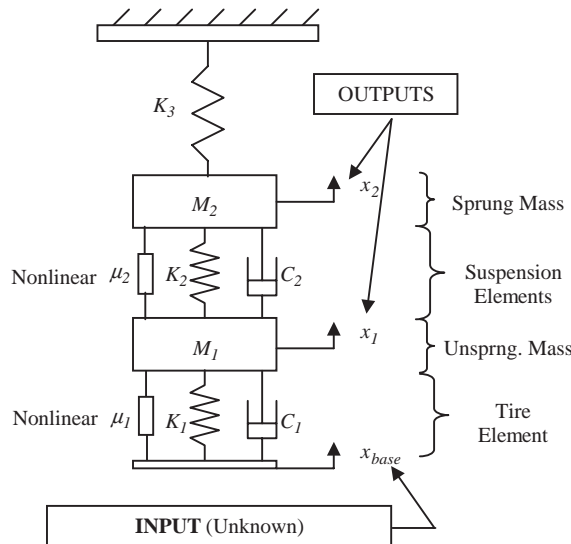 K3
OUTPUTS
M2
x2
Sprung Mass
Nonlinear μ2 K2 C2
Suspension
Elements
M1
x1
Unsprng. Mass
Nonlinear μ1 K1 C1
Tire
Element
xbase
INPUT (Unknown)